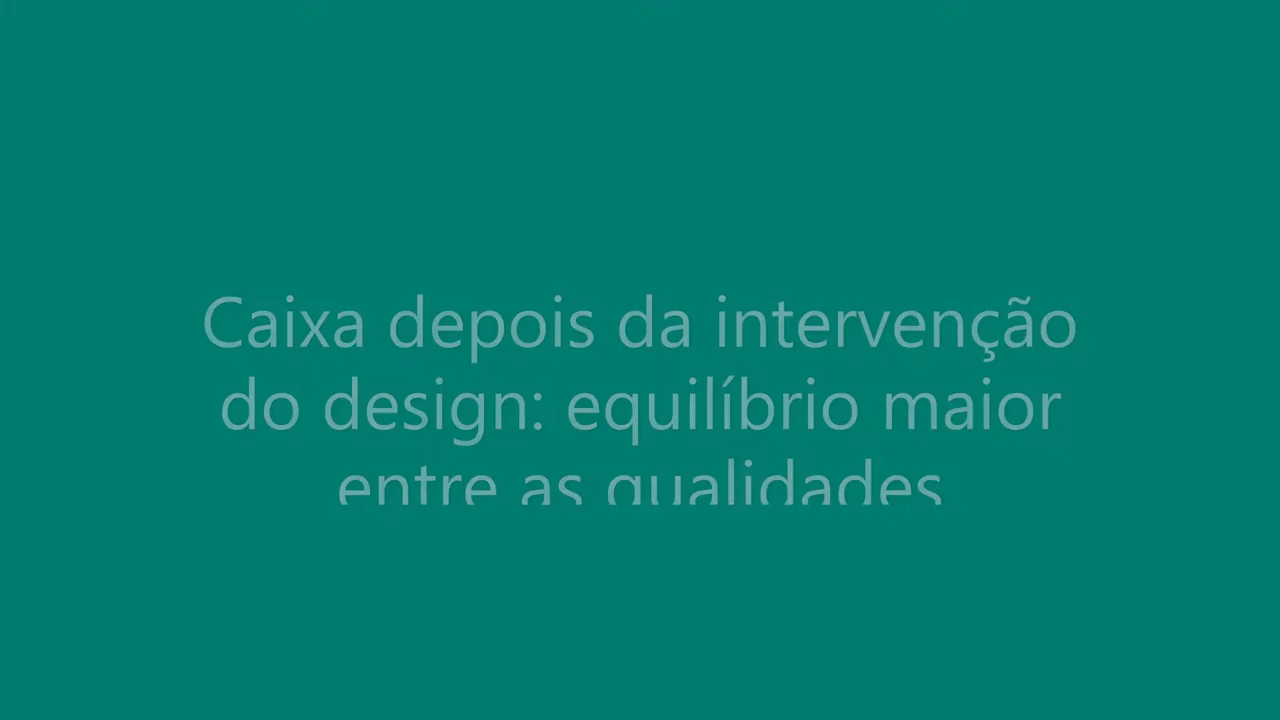 Caixa depois da intervenção
do design: equilíbrio maior
entre as qualidades